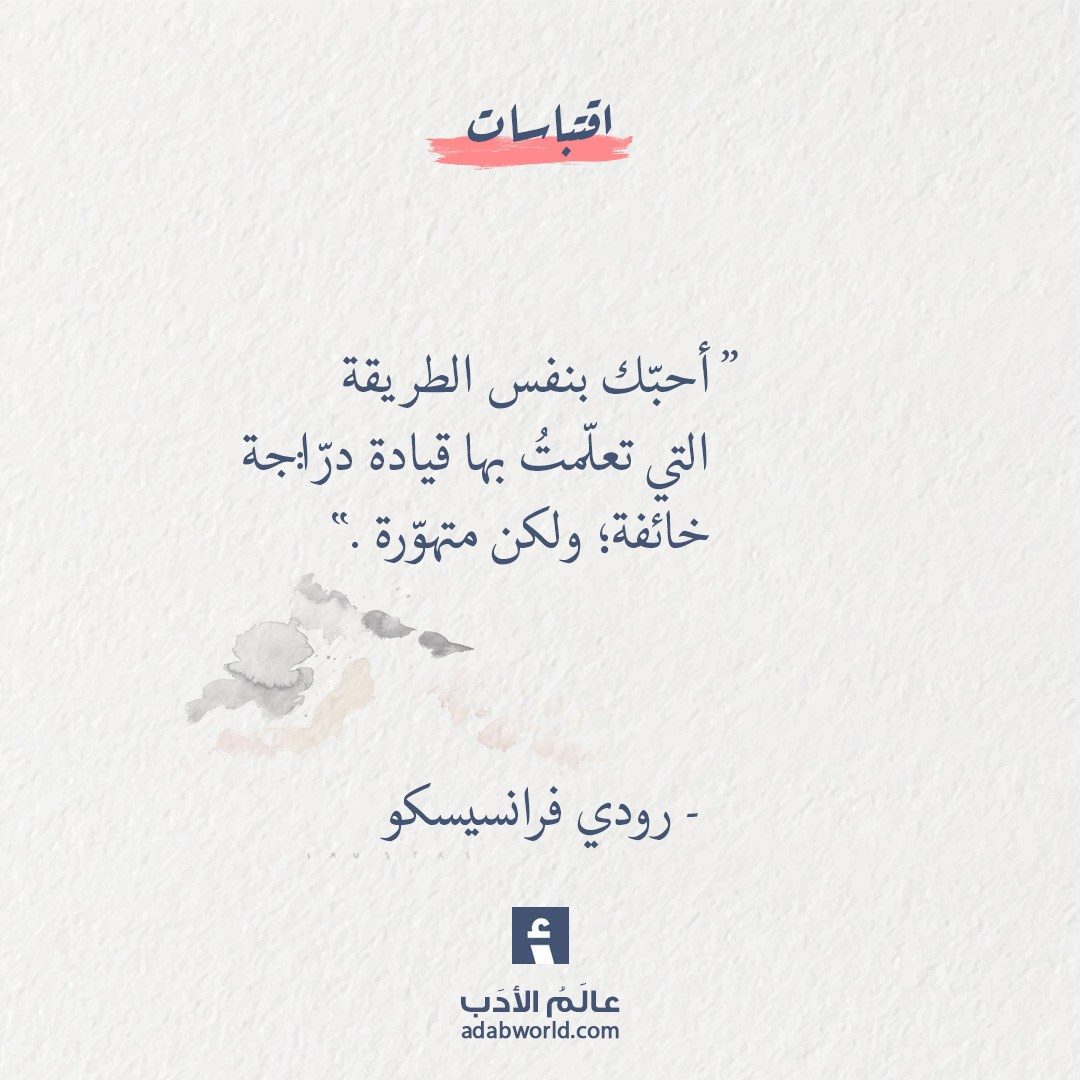 اقتباسات
” أحبّك بنفس الطريقة
التي تعلّمتُ بها قيادة درّاجة:
خائفة؛ ولكن متهوّرة .“
- رودي فرانسيسكو
عالَمُ الأدَب
adabworld.com